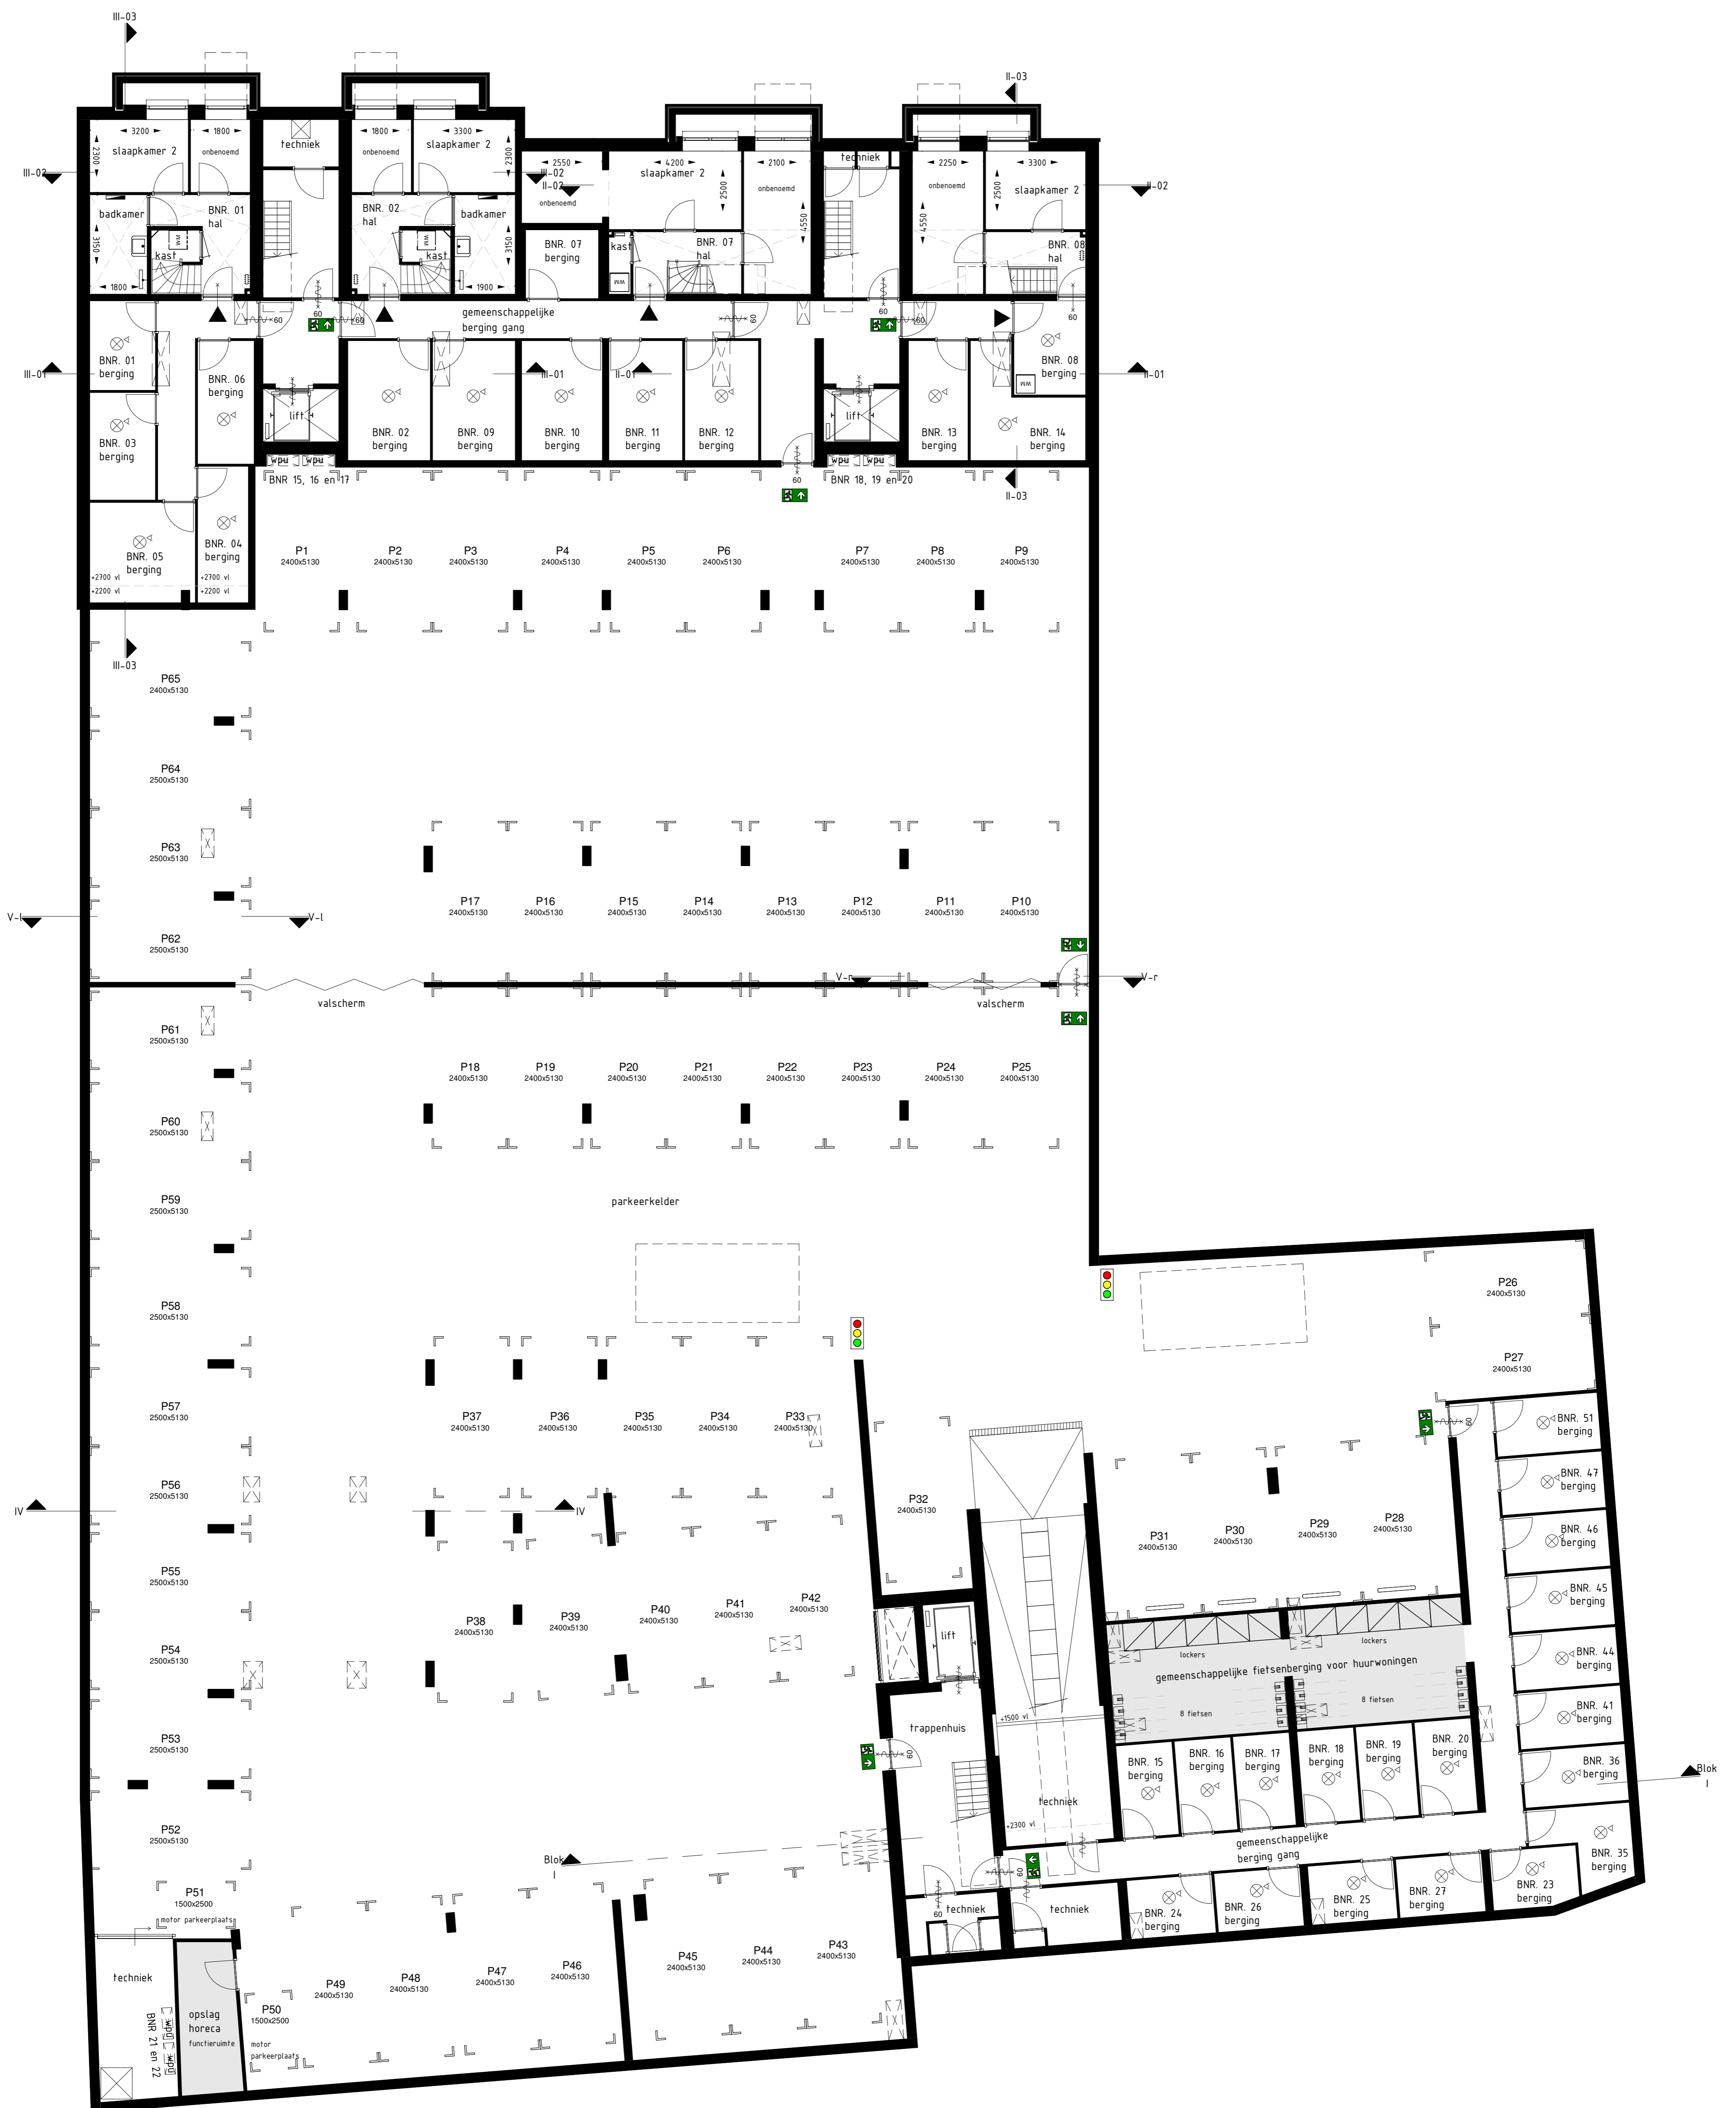 III-03
II-03
3200
1800
slaapkamer 2
onbenoemd
2300
techniek
1800
3300
onbenoemd
slaapkamer 2
2300
2550
onbenoemd
4200
slaapkamer 2
2500
2100
onbenoemd
4550
techniek
2250
onbenoemd
4550
3300
2500
slaapkamer 2
III-02
III-02
II-02
II-02
badkamer
BNR. 01
hal
3150
WM
kast
1800
BNR. 02
hal
badkamer
WM
kast
3150
1900
BNR. 07
berging
kast
WM
BNR. 07
hal
BNR. 08
hal
60
60
60
gemeenschappelijke
berging gang
60
60
60
60
BNR. 01
berging
BNR. 06
berging
BNR. 08
berging
WM
III-01
III-01
II-01
II-01
BNR. 03
berging
lift
BNR. 02
berging
BNR. 09
berging
BNR. 10
berging
BNR. 11
berging
BNR. 12
berging
lift
BNR. 13
berging
BNR. 14
berging
wpu
wpu
BNR 15, 16 en 17
60
wpu
wpu
BNR 18, 19 en 20
II-03
BNR. 05
berging
BNR. 04
berging
+2700 vl
+2200 vl
+2700 vl
+2200 vl
P1
2400x5130
P2
2400x5130
P3
2400x5130
P4
2400x5130
P5
2400x5130
P6
2400x5130
P7
2400x5130
P8
2400x5130
P9
2400x5130
III-03
P65
2400x5130
P64
2500x5130
P63
2500x5130
P62
2500x5130
P17
2400x5130
P16
2400x5130
P15
2400x5130
P14
2400x5130
P13
2400x5130
P12
2400x5130
P11
2400x5130
P10
2400x5130
V-l
V-l
V-r
V-r
valscherm
valscherm
P61
2500x5130
P18
2400x5130
P19
2400x5130
P20
2400x5130
P21
2400x5130
P22
2400x5130
P23
2400x5130
P24
2400x5130
P25
2400x5130
P60
2500x5130
P59
2500x5130
parkeerkelder
P58
2500x5130
P26
2400x5130
P27
2400x5130
P57
2500x5130
P37
2400x5130
P36
2400x5130
P35
2400x5130
P34
2400x5130
P33
2400x5130
60
BNR. 51
berging
BNR. 47
berging
P56
2500x5130
IV
IV
P32
2400x5130
P31
2400x5130
P30
2400x5130
P29
2400x5130
P28
2400x5130
BNR. 46
berging
P55
2500x5130
BNR. 45
berging
P38
2400x5130
P39
2400x5130
P40
2400x5130
P41
2400x5130
P42
2400x5130
P54
2500x5130
lift
lockers
lockers
gemeenschappelijke fietsenberging voor huurwoningen
8 fietsen
8 fietsen
BNR. 44
berging
BNR. 41
berging
P53
2500x5130
trappenhuis
60
+1500 vl
BNR. 15
berging
BNR. 16
berging
BNR. 17
berging
BNR. 18
berging
BNR. 19
berging
BNR. 20
berging
BNR. 36
berging
Blok
I
P52
2500x5130
techniek
+2300 vl
gemeenschappelijke
berging gang
BNR. 35
berging
Blok
I
60
60
P51
1500x2500
motor parkeerplaats
techniek
techniek
BNR. 24
berging
BNR. 26
berging
BNR. 25
berging
BNR. 27
berging
BNR. 23
berging
P49
2400x5130
P48
2400x5130
P47
2400x5130
P46
2400x5130
P45
2400x5130
P44
2400x5130
P43
2400x5130
techniek
opslag
horeca
functieruimte
P50
1500x2500
motor
parkeerplaats
wpu
wpu
BNR 21 en 22